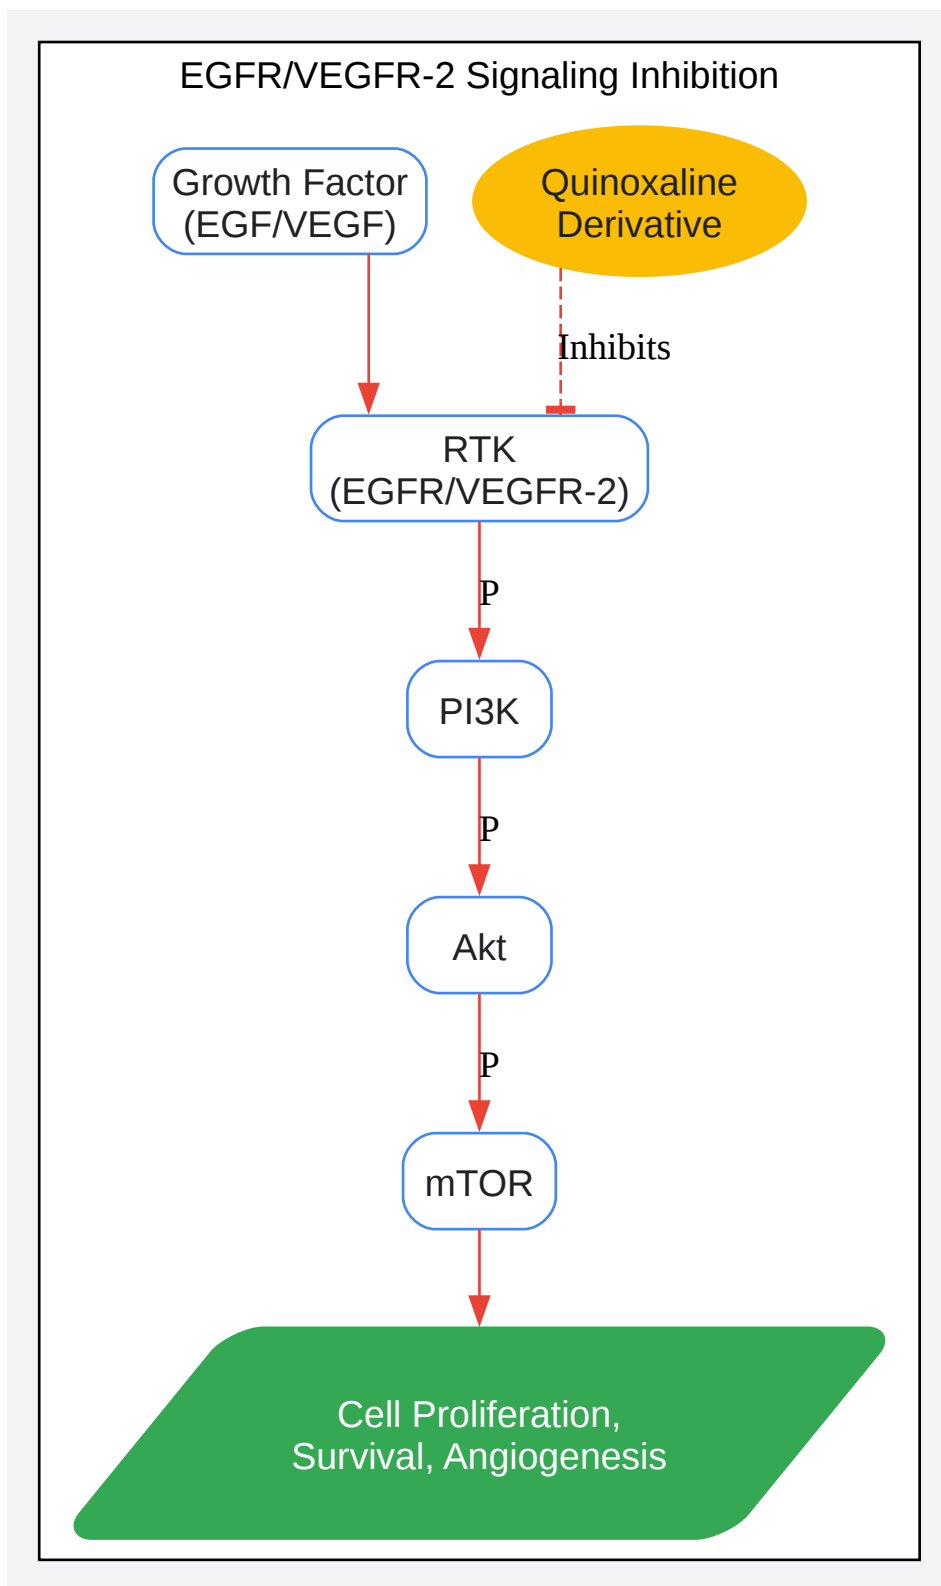 EGFR/VEGFR-2 Signaling Inhibition
Growth Factor
(EGF/VEGF)
Quinoxaline
Derivative
Inhibits
RTK
(EGFR/VEGFR-2)
P
PI3K
P
Akt
P
mTOR
Cell Proliferation,
Survival, Angiogenesis